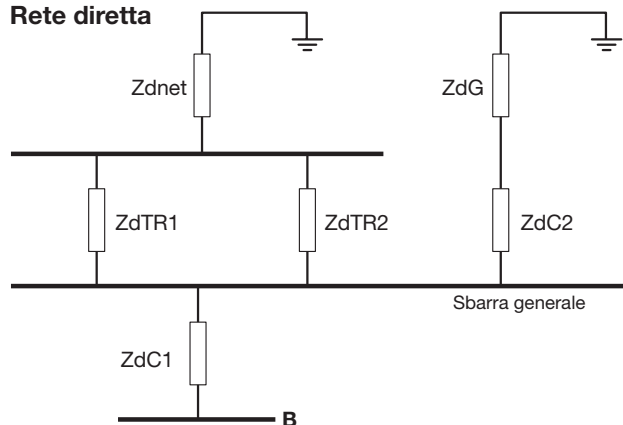 Rete diretta
Zdnet
ZdG
ZdTR1
ZdTR2
ZdC2
Sbarra generale
ZdC1
B